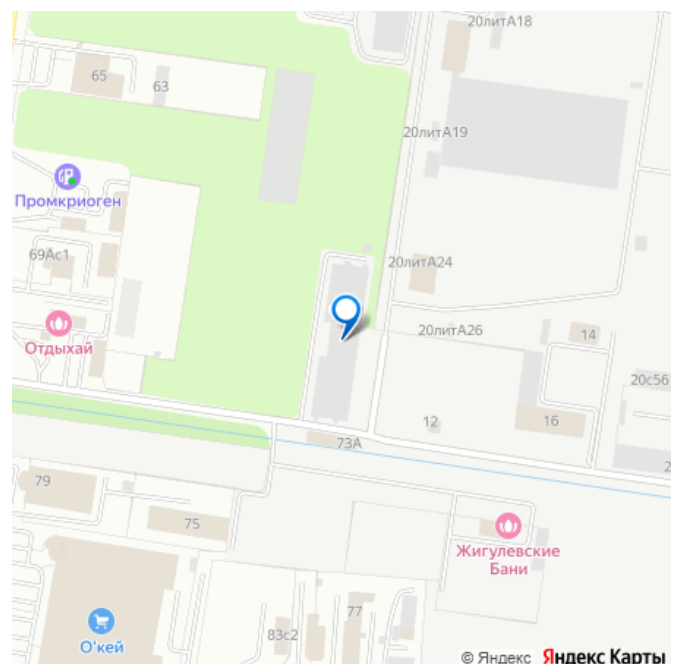 20литА18
65
63
20литА19
Промкриоген
69Ас1
20литА24
Отдыхай
20литА26
14
20с56
12
16
73А
79
75
Жигулевские
Бани
77
83с2
О'кей
© Яндекс Яндекс Карты